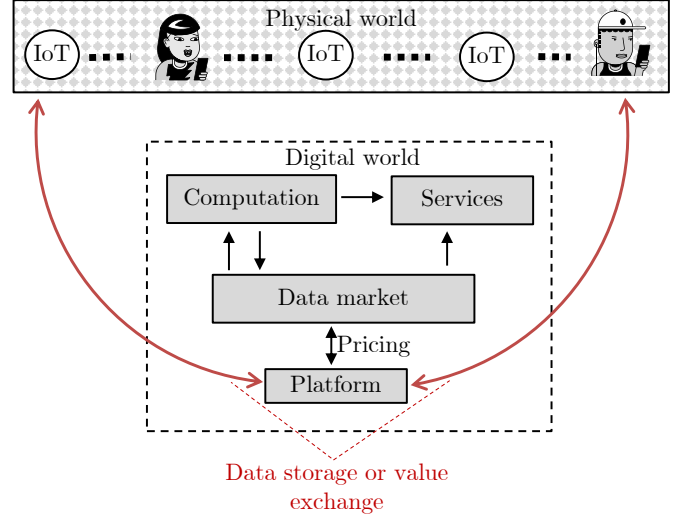 Physical world
IoT
IoT
IoT
Digital world
Computation
Services
Data market
Pricing
Platform
Data storage or value
exchange